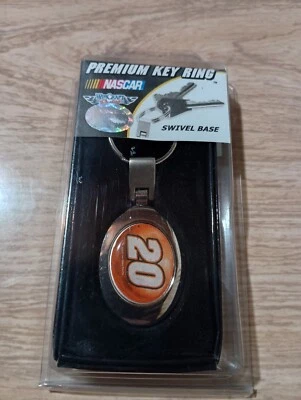 PREMIUM KEY RING
NASCAR
SWIVEL BASE
20